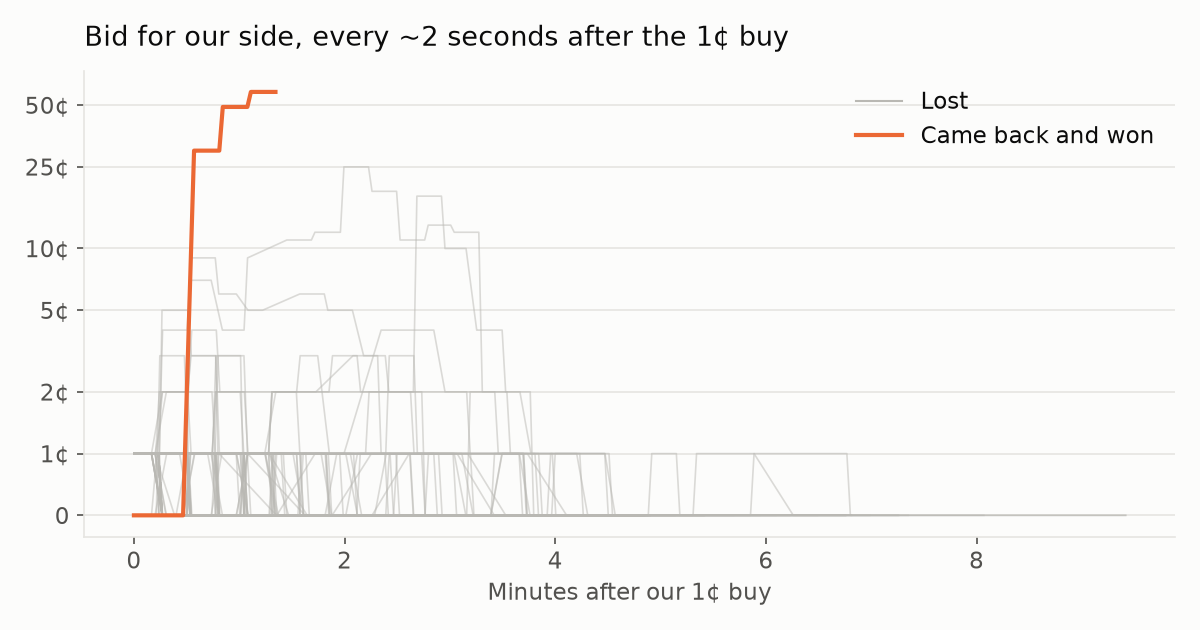 Bid for our side, every ~2 seconds after the 1¢ buy
50¢
25¢
10¢
5¢
2¢
1¢
0
Lost
Came back and won
0 2 4 6 8
Minutes after our 1¢ buy